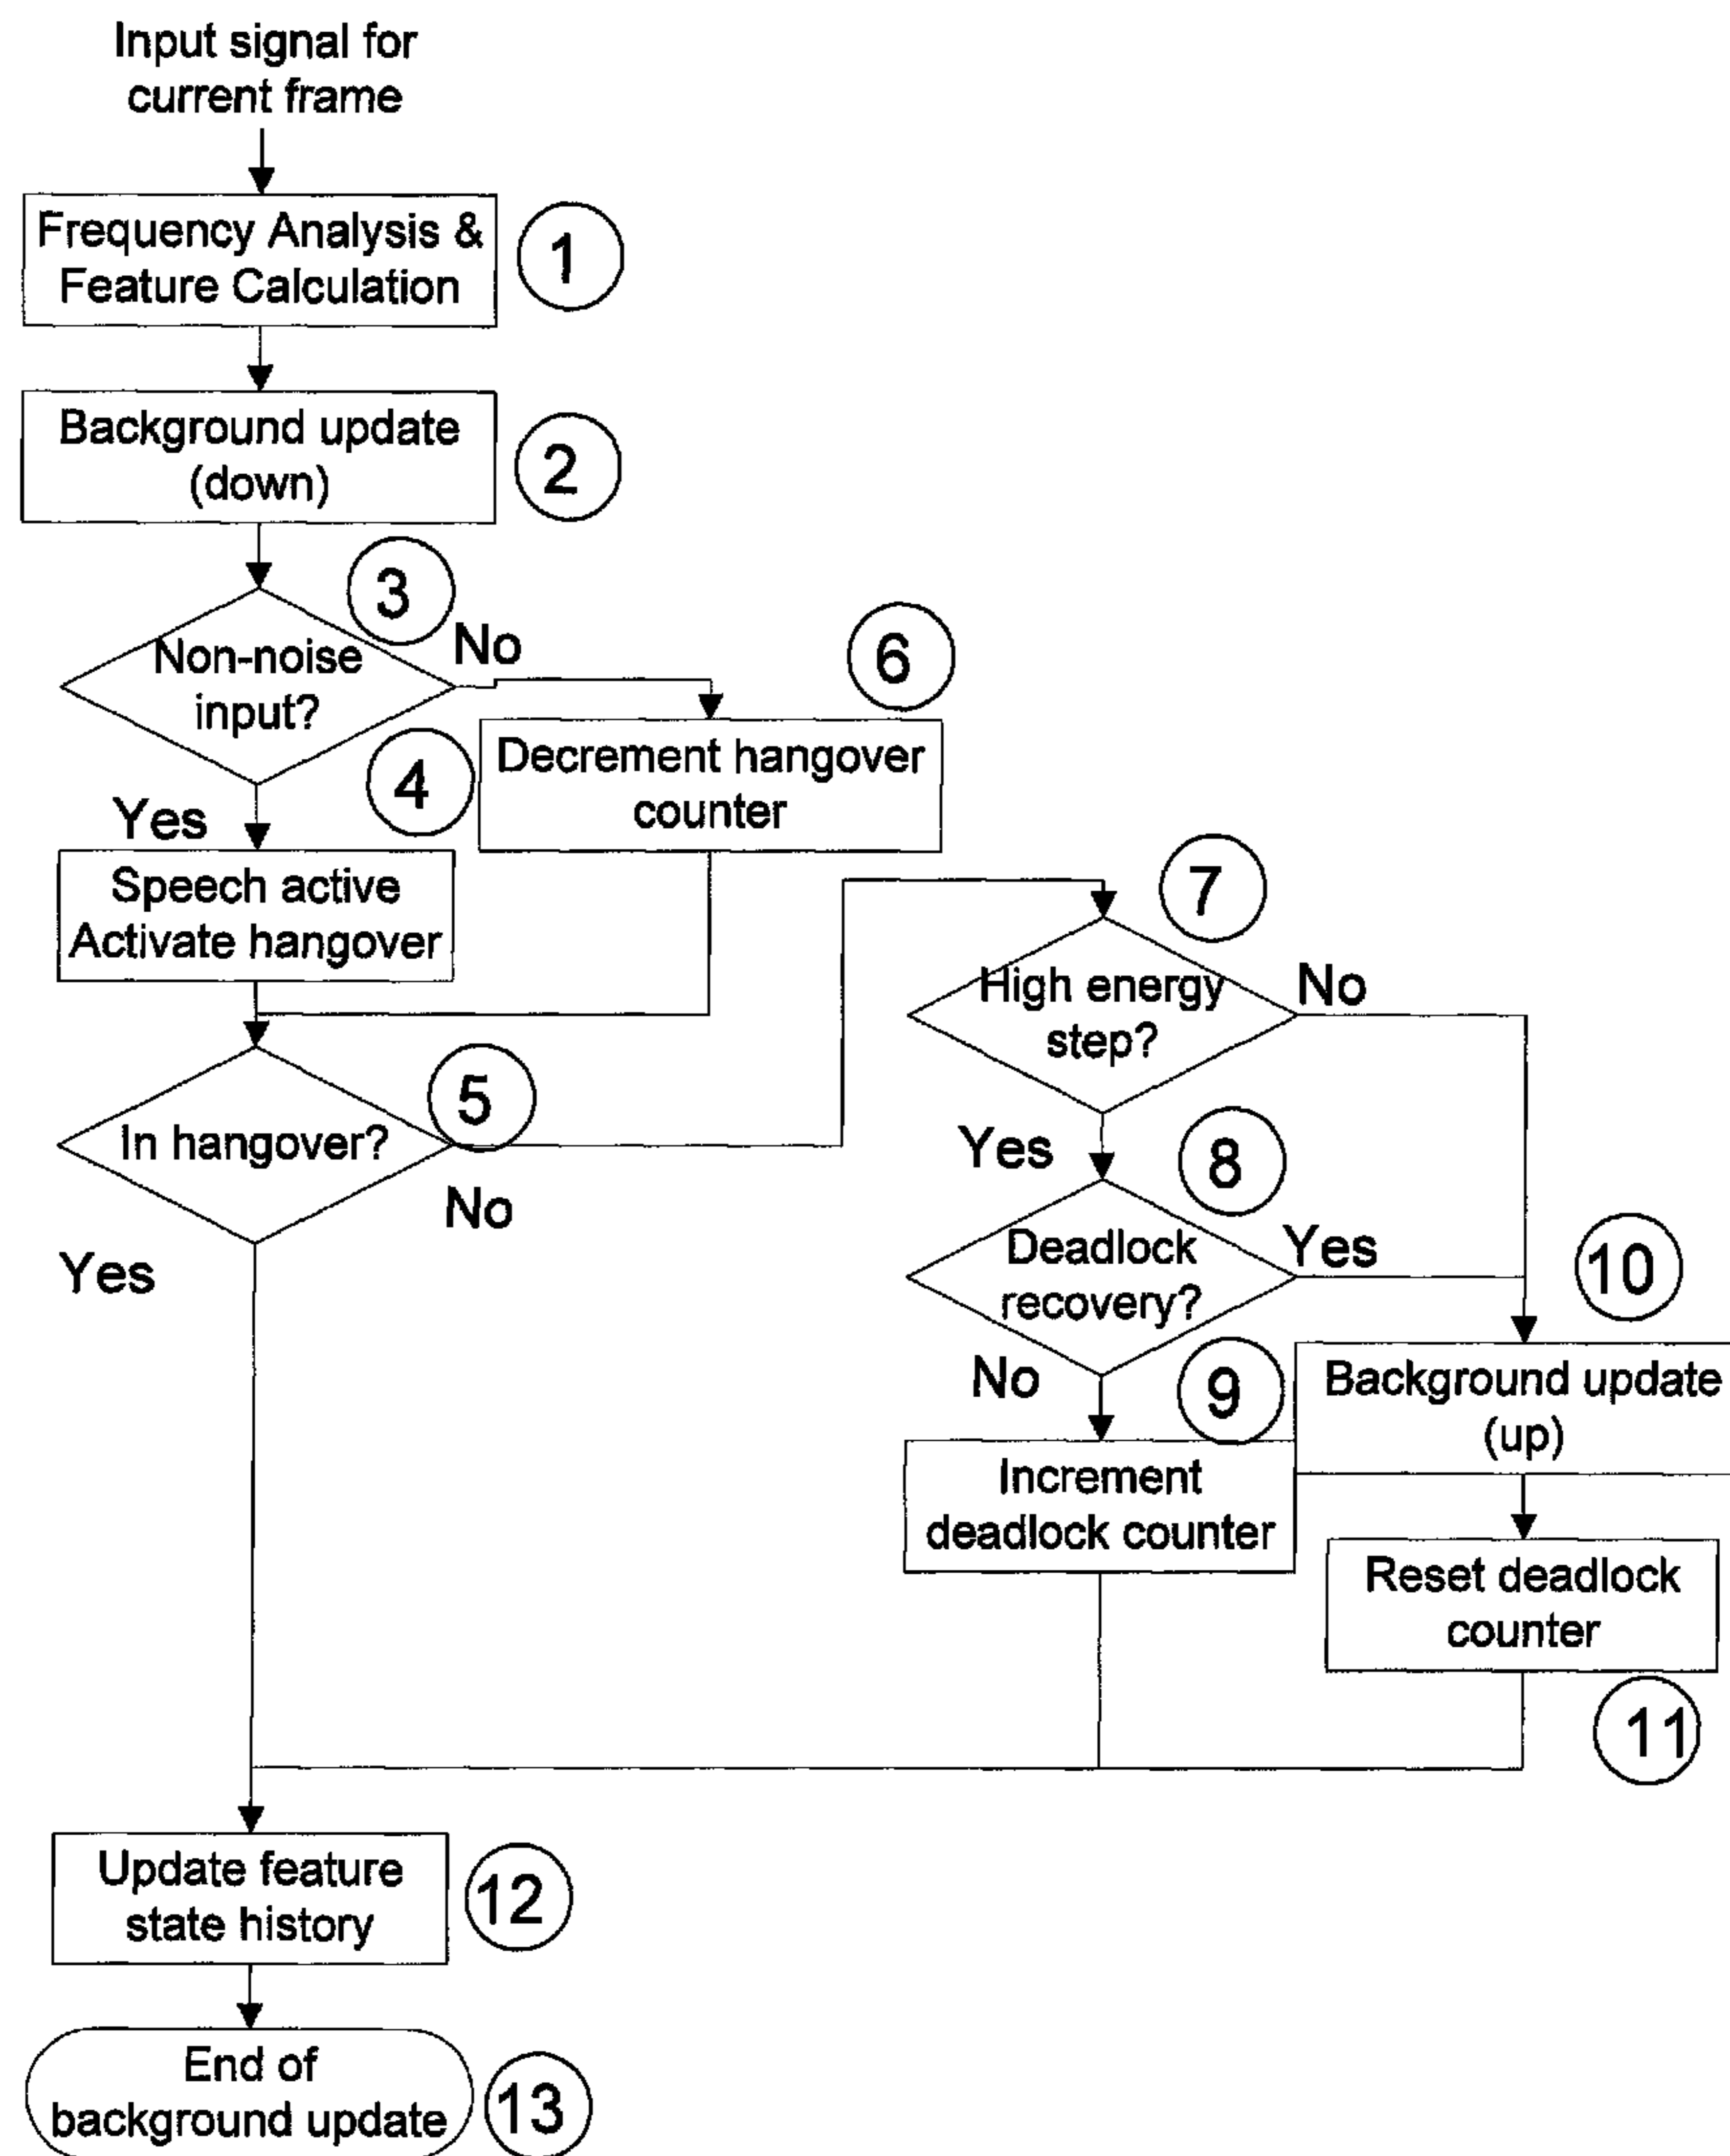 Input signal for
current frame
Frequency Analysis &
Feature Calculation
1
Background update
(down)
2
3
Non-noise
input?
No
6
4
Decrement hangover
counter
Yes
Speech active
Activate hangover
7
High energy
step?
No
5
In hangover?
No
Yes
Yes
8
Deadlock
recovery?
Yes
10
No
9
Background update
(up)
Increment
deadlock counter
Reset deadlock
counter
11
Update feature
state history
12
End of
background update
13